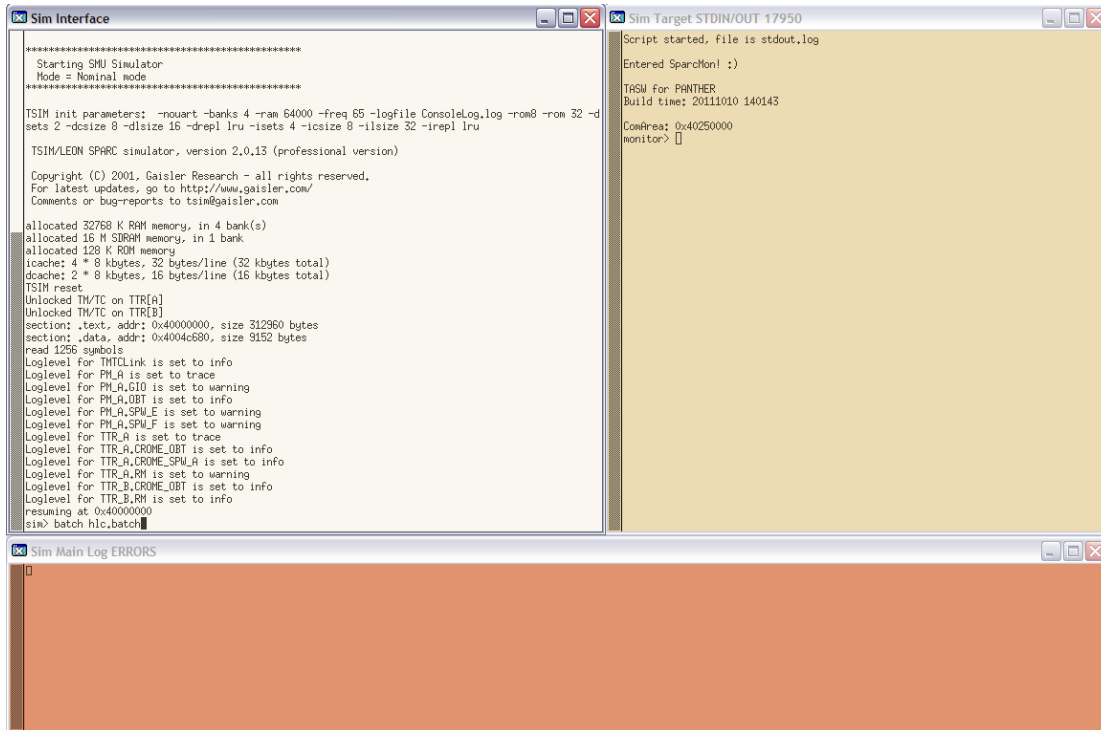 Sim Interface
**************************************************
Starting SMU Simulator
Mode = Nominal mode
**************************************************
TSIM init parameters:  -nouart -banks 4 -ram 64000 -freq 65 -logfile ConsoleLog.log -rom8 -rom 32 -d
sets 2 -dcsize 8 -dlsize 16 -drepl lru -isets 4 -icsize 8 -ilsize 32 -irepl lru
TSIM/LEON SPARC simulator, version 2.0.13 (professional version)
Copyright (C) 2001, Gaisler Research - all rights reserved.
For latest updates, go to http://www.gaisler.com/
Comments or bug-reports to tsim@gaisler.com
allocated 32768 K RAM memory, in 4 bank(s)
allocated 16 M SDRAM memory, in 1 bank
allocated 128 K ROM memory
icache: 4 * 8 kbytes, 32 bytes/line (32 kbytes total)
dcache: 2 * 8 kbytes, 16 bytes/line (16 kbytes total)
TSIM reset
Unlocked TM/TC on TTR[A]
Unlocked TM/TC on TTR[B]
section: .text, addr: 0x40000000, size 312960 bytes
section: .data, addr: 0x4004c680, size 9152 bytes
read 1256 symbols
Loglevel for TMTCLink is set to info
Loglevel for PM_A is set to trace
Loglevel for PM_A.GIO is set to warning
Loglevel for PM_A.OBT is set to info
Loglevel for PM_A.SPW_E is set to warning
Loglevel for PM_A.SPW_F is set to warning
Loglevel for TTR_A is set to trace
Loglevel for TTR_A.CROME_OBT is set to info
Loglevel for TTR_A.CROME_SPW_A is set to info
Loglevel for TTR_A.RM is set to warning
Loglevel for TTR_B.CROME_OBT is set to info
Loglevel for TTR_B.RM is set to info
resuming at 0x40000000
sim> batch hlc.batch
Sim Target STDIN/OUT 17950
Script started, file is stdout.log
Entered SparcMon! :)
TASW for PANTHER
Build time: 20111010 140143
ComArea: 0x40250000
monitor>
Sim Main Log ERRORS